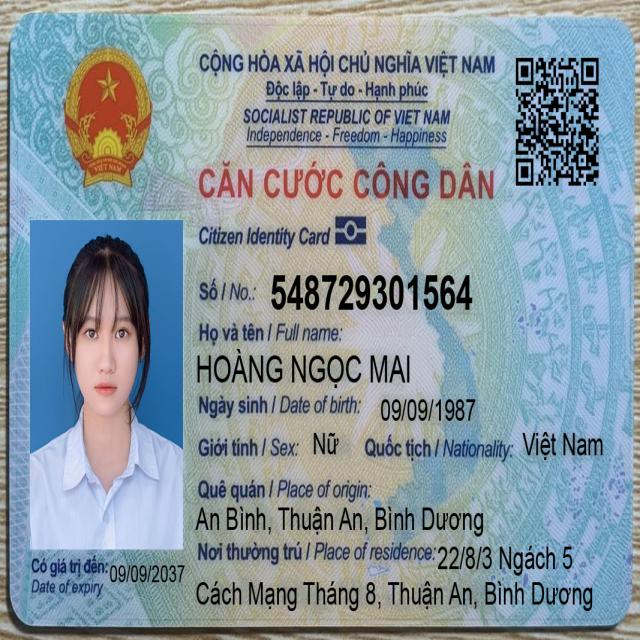 CỘNG HÒA XÃ HỘI CHỦ NGHĨA VIỆT NAM
Độc lập - Tự do - Hạnh phúc
SOCIALIST REPUBLIC OF VIET NAM
Independence - Freedom - Happiness
CĂN CƯỚC CÔNG DÂN
Citizen Identity Card
VIỆT NAM
Số / No.: 548729301564
Họ và tên / Full name:
HOÀNG NGỌC MAI
Ngày sinh / Date of birth: 09/09/1987
Giới tính / Sex: Nữ Quốc tịch / Nationality: Việt Nam
Quê quán / Place of origin:
An Bình, Thuận An, Bình Dương
Nơi thường trú / Place of residence: 22/8/3 Ngách 5
Cách Mạng Tháng 8, Thuận An, Bình Dương
Có giá trị đến: 09/09/2037
Date of expiry